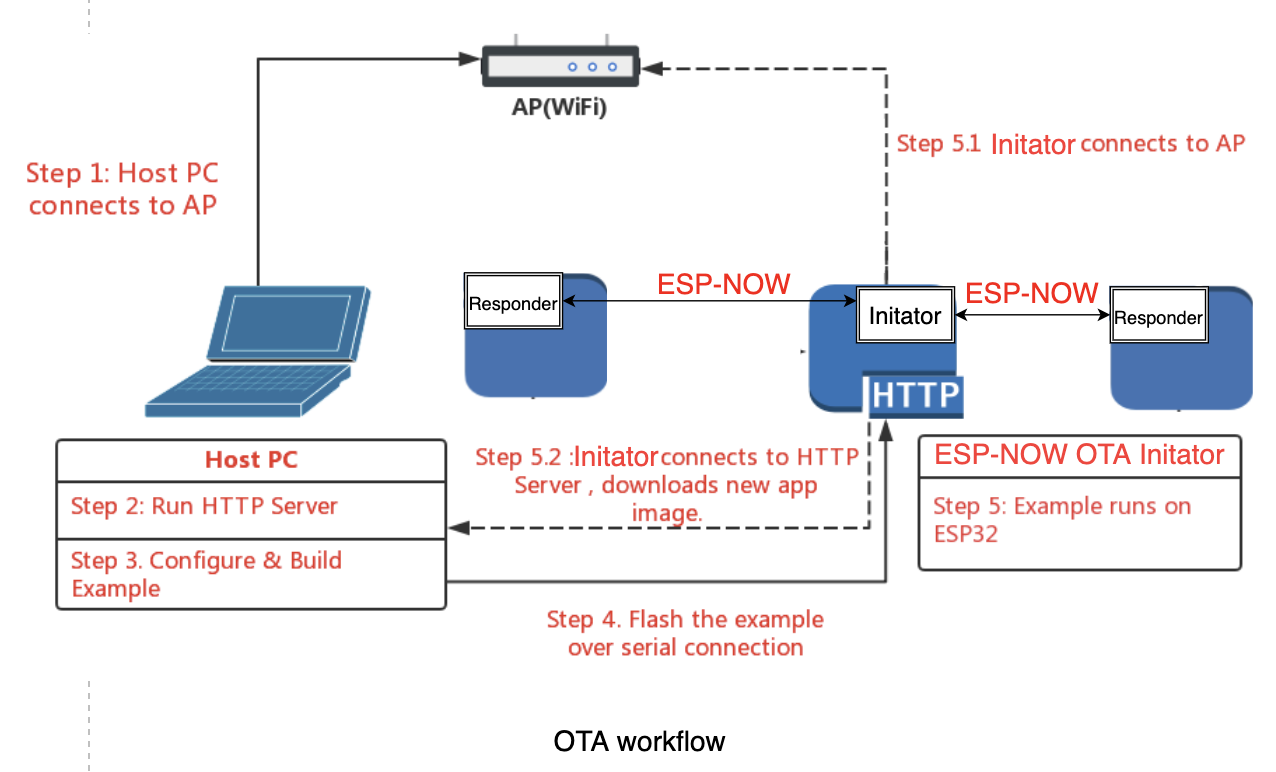 AP(WiFi)
Step 5.1 Initator connects to AP
Step 1: Host PC
connects to AP
ESP-NOW
ESP-NOW
Responder
Initator
Responder
HTTP
Host PC
Step 2: Run HTTP Server
Step 3. Configure & Build
Example
Step 5.2 :Initator connects to HTTP
Server , downloads new app
image.
ESP-NOW OTA Initator
Step 5: Example runs on
ESP32
Step 4. Flash the example
over serial connection
OTA workflow